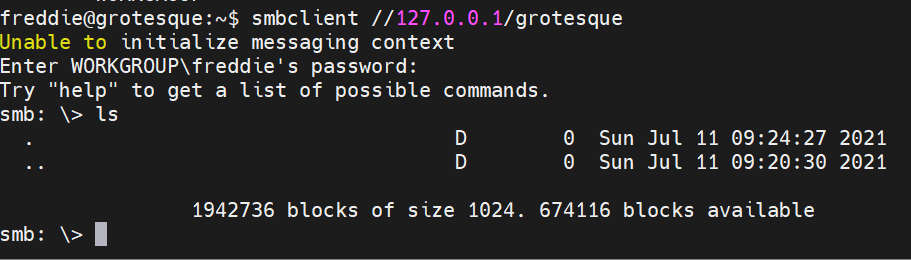 freddie@grotesque:~$ smbclient //127.0.0.1/grotesque
Unable to initialize messaging context
Enter WORKGROUP\freddie's password:
Try "help" to get a list of possible commands.
smb: \> ls
. D 0 Sun Jul 11 09:24:27 2021
.. D 0 Sun Jul 11 09:20:30 2021
1942736 blocks of size 1024. 674116 blocks available
smb: \>